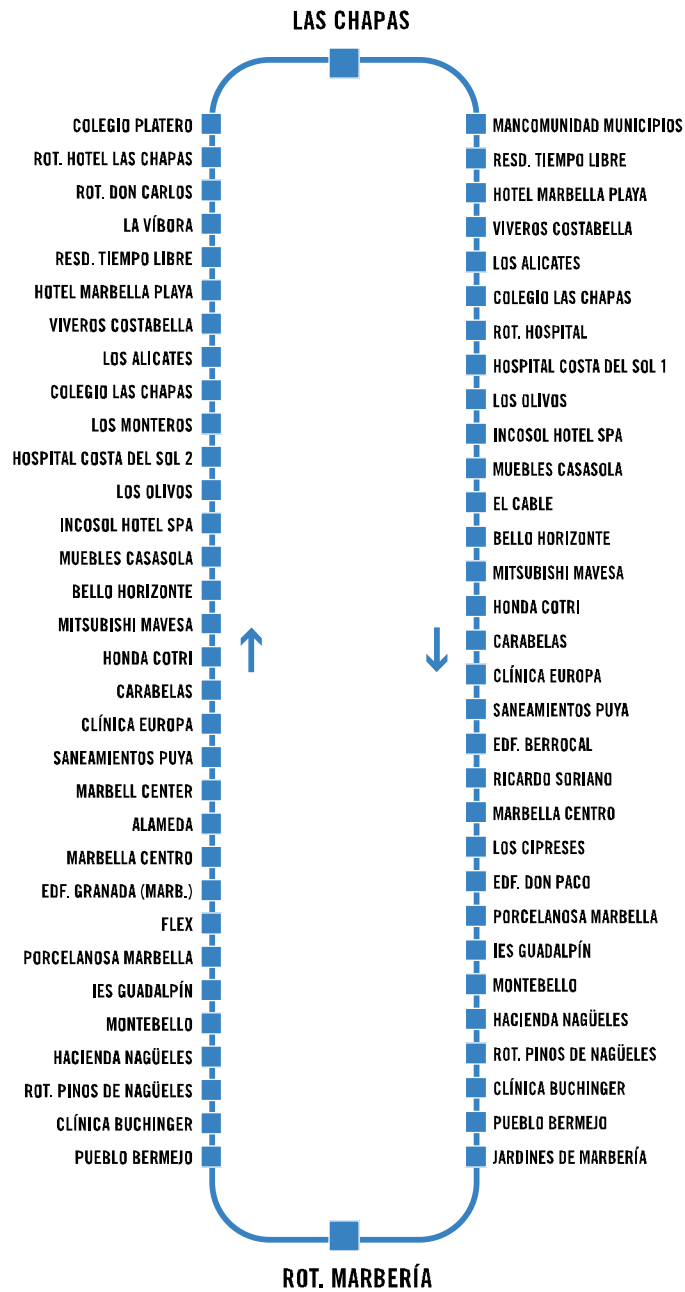 LAS CHAPAS
COLEGIO PLATERO
ROT. HOTEL LAS CHAPAS
ROT. DON CARLOS
LA VÍBORA
RESD. TIEMPO LIBRE
HOTEL MARBELLA PLAYA
VIVEROS COSTABELLA
LOS ALICATES
COLEGIO LAS CHAPAS
LOS MONTEROS
HOSPITAL COSTA DEL SOL 2
LOS OLIVOS
INCOSOL HOTEL SPA
MUEBLES CASASOLA
BELLO HORIZONTE
MITSUBISHI MAVESA
HONDA COTRI
CARABELAS
CLÍNICA EUROPA
SANEAMIENTOS PUYA
MARBELL CENTER
ALAMEDA
MARBELLA CENTRO
EDF. GRANADA (MARB.)
FLEX
PORCELANOSA MARBELLA
IES GUADALPÍN
MONTEBELLO
HACIENDA NAGÜELES
ROT. PINOS DE NAGÜELES
CLÍNICA BUCHINGER
PUEBLO BERMEJO
MANCOMUNIDAD MUNICIPIOS
RESD. TIEMPO LIBRE
HOTEL MARBELLA PLAYA
VIVEROS COSTABELLA
LOS ALICATES
COLEGIO LAS CHAPAS
ROT. HOSPITAL
HOSPITAL COSTA DEL SOL 1
LOS OLIVOS
INCOSOL HOTEL SPA
MUEBLES CASASOLA
EL CABLE
BELLO HORIZONTE
MITSUBISHI MAVESA
HONDA COTRI
CARABELAS
CLÍNICA EUROPA
SANEAMIENTOS PUYA
EDF. BERROCAL
RICARDO SORIANO
MARBELLA CENTRO
LOS CIPRESES
EDF. DON PACO
PORCELANOSA MARBELLA
IES GUADALPÍN
MONTEBELLO
HACIENDA NAGÜELES
ROT. PINOS DE NAGÜELES
CLÍNICA BUCHINGER
PUEBLO BERMEJO
JARDINES DE MARBERÍA
ROT. MARBERÍA